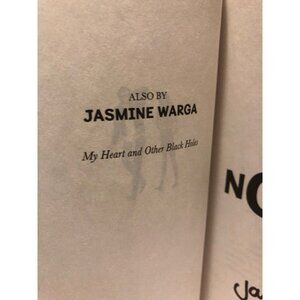 ALSO BY
JASMINE WARGA
My Heart and Other Black Holes